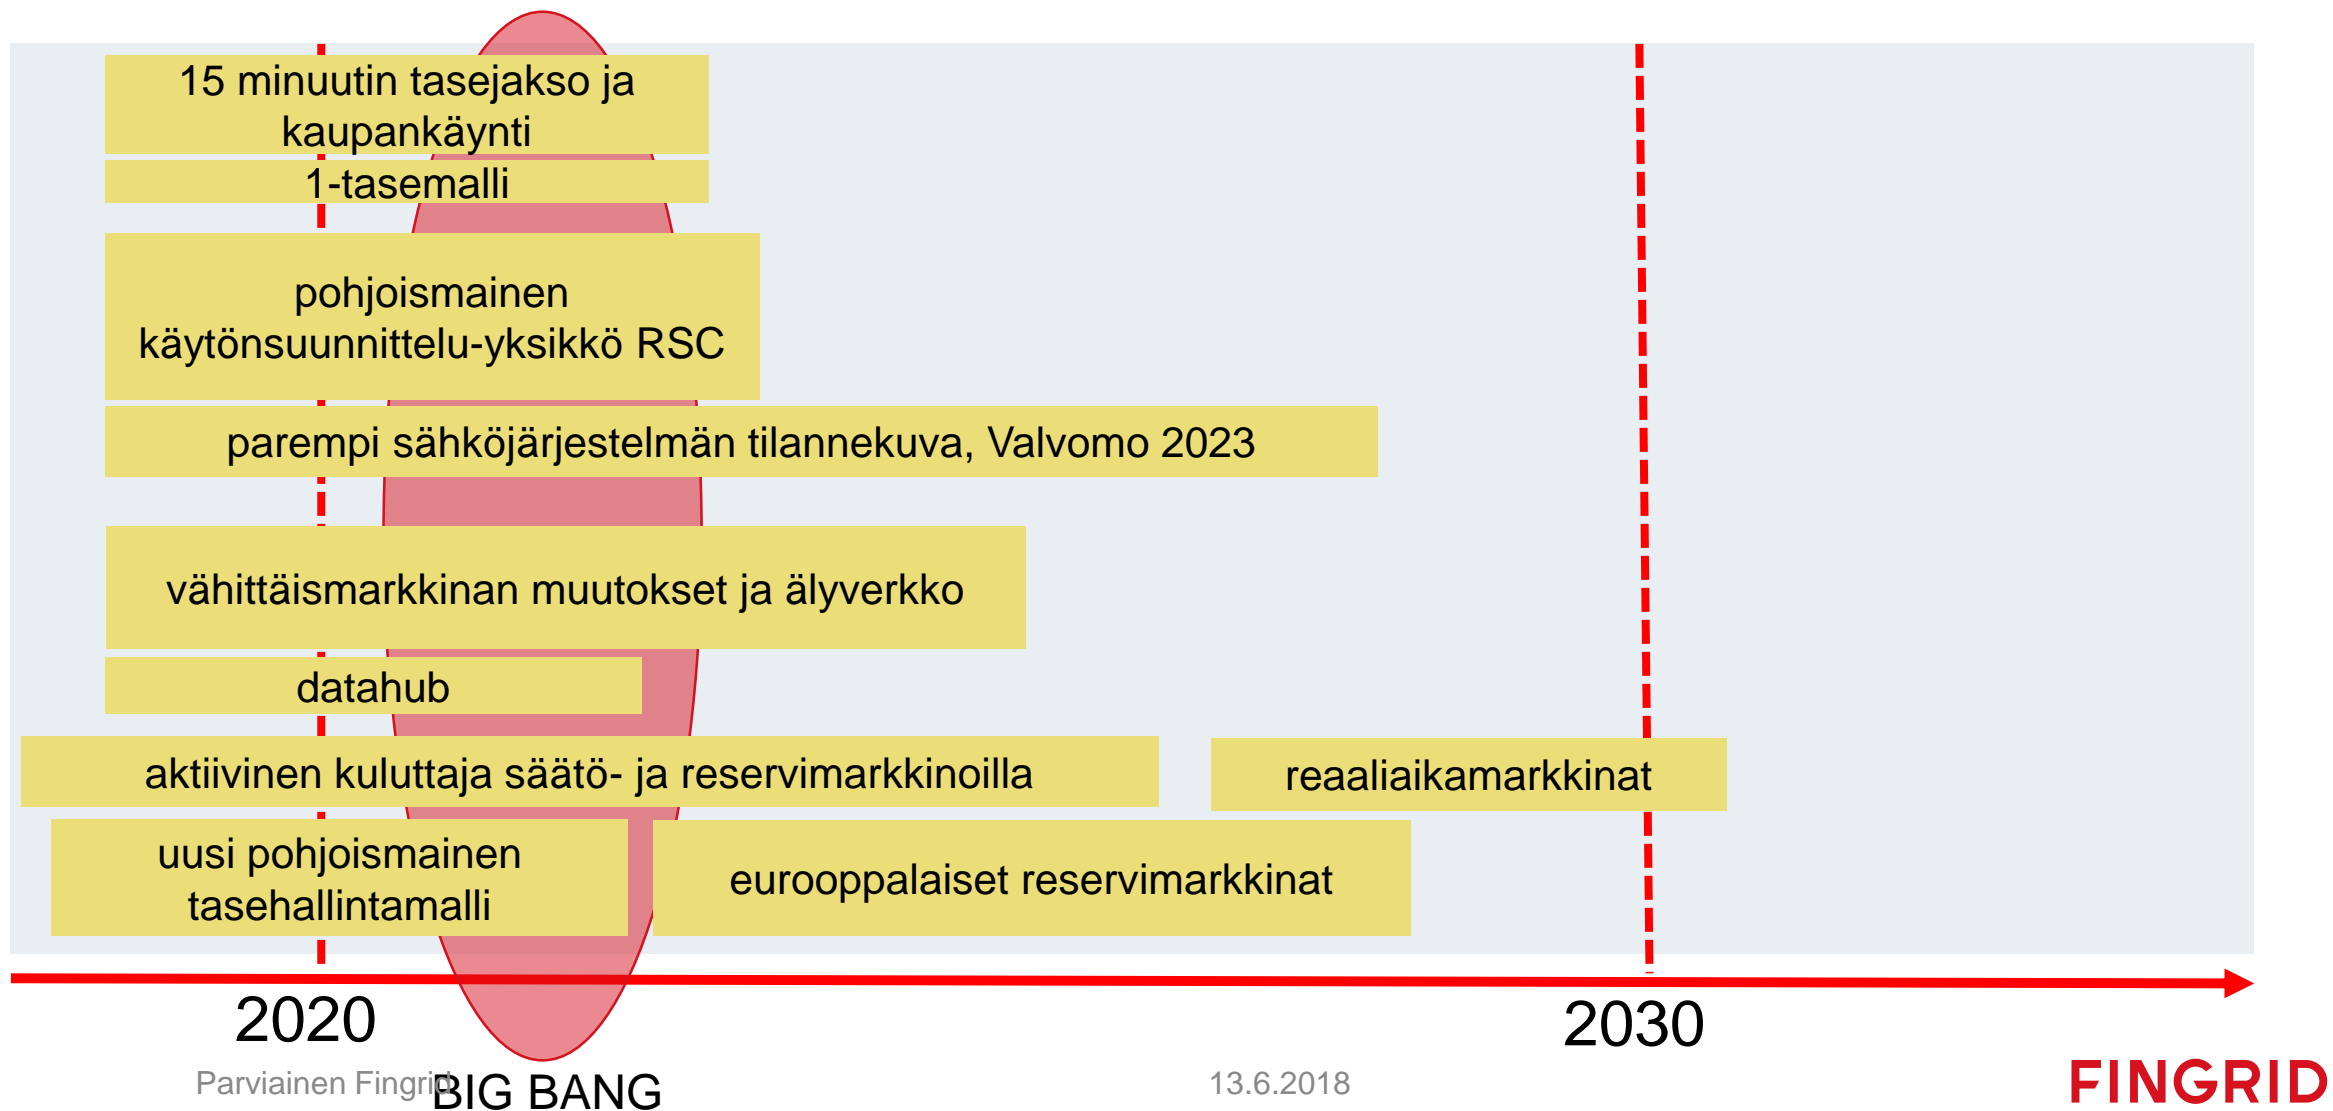 15 minuutin tasejakso ja
kaupankäynti
1-tasemalli
pohjoismainen
käytönsuunnittelu-yksikkö RSC
parempi sähköjärjestelmän tilannekuva, Valvomo 2023
vähittäismarkkinan muutokset ja älyverkko
datahub
aktiivinen kuluttaja säätö- ja reservimarkkinoilla
reaaliaikamarkkinat
uusi pohjoismainen
tasehallintamalli
eurooppalaiset reservimarkkinat
2020
2030
Parviainen Fingrid
BIG BANG
13.6.2018
FINGRID